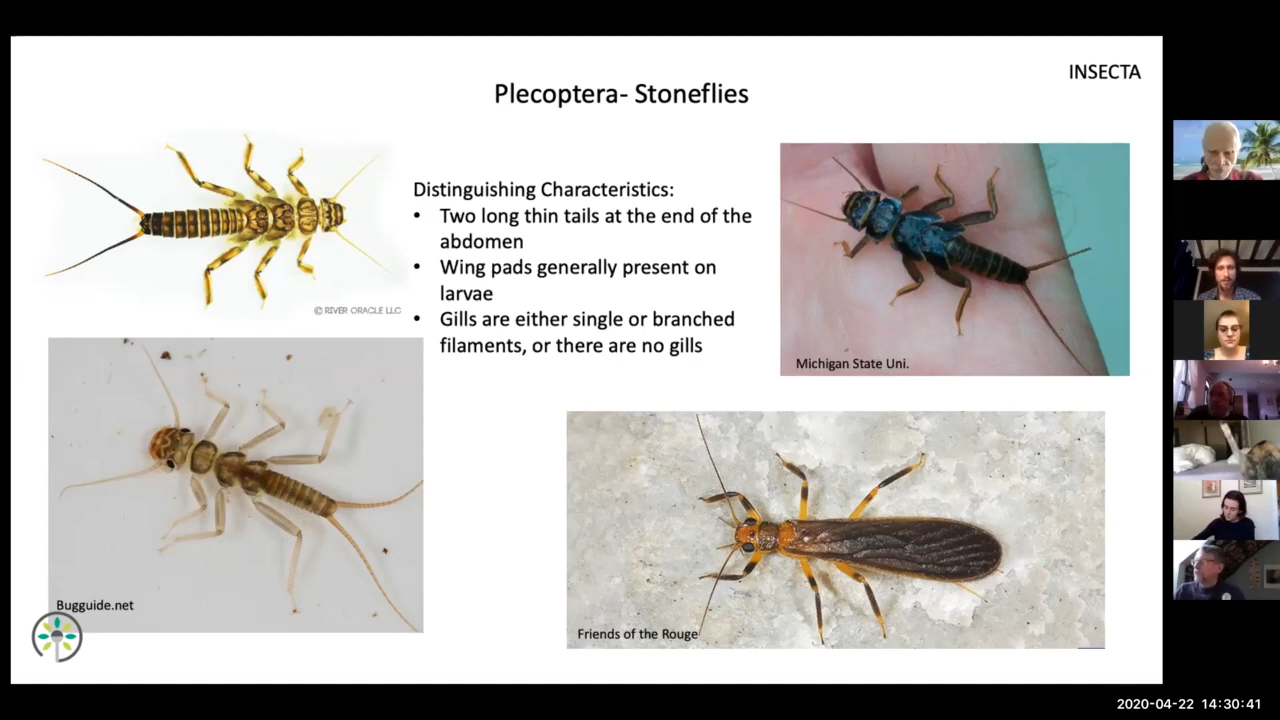 INSECTA
Plecoptera- Stoneflies
Distinguishing Characteristics:
• Two long thin tails at the end of the
abdomen
• Wing pads generally present on
larvae
• Gills are either single or branched
filaments, or there are no gills
© RIVER ORACLE LLC
Michigan State Uni.
Bugguide.net
Friends of the Rouge
2020-04-22 14:30:41